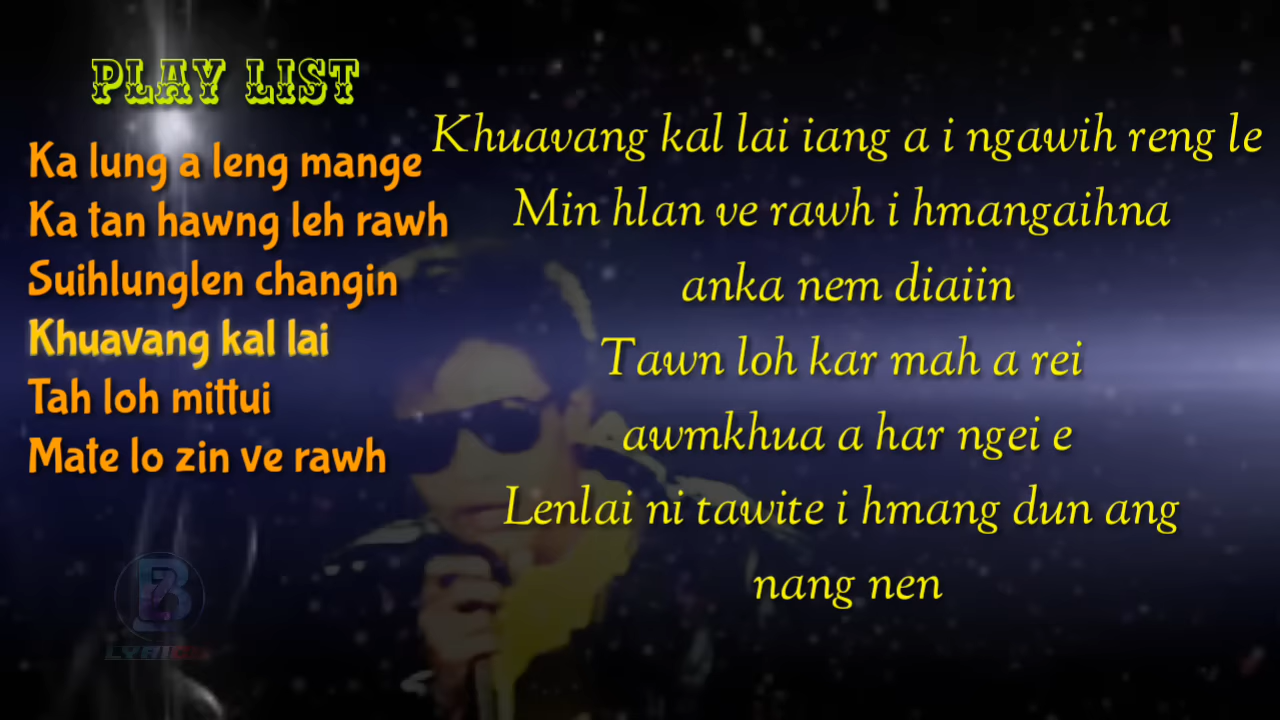 PLAY LIST
Ka lung a leng mange
Ka tan hawng leh rawh
Suihlunglen changin
Khuavang kal lai
Tah loh mittui
Mate lo zin ve rawh
Khuavang kal lai iang a i ngawih reng le
Min hlan ve rawh i hmangaihna
anka nem diaiin
Tawn loh kar mah a rei
awmkhua a har ngei e
Lenlai ni tawite i hmang dun ang
nang nen